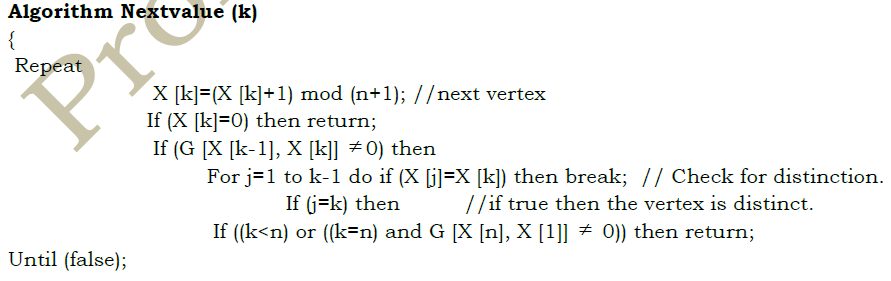 Algorithm Nextvalue (k)
{
Repeat
X [k]=(X [k]+1) mod (n+1); //next vertex
If (X [k]=0) then return;
If (G [X [k-1], X [k]] ≠0) then
For j=1 to k-1 do if (X [j]=X [k]) then break; // Check for distinction.
If (j=k) then //if true then the vertex is distinct.
If ((k<n) or ((k=n) and G [X [n], X [1]] ≠ 0)) then return;
Until (false);